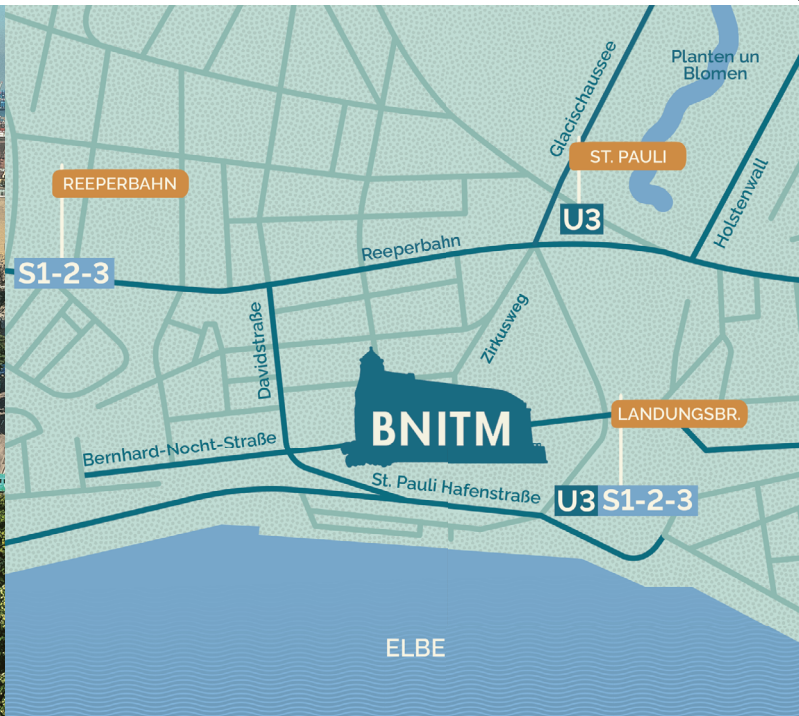 Planten un
Blomen
Glacischaussee
ST. PAULI
REEPERBAHN
Holstenwall
U3
Reeperbahn
S1-2-3
Davidstraße
Zirkusweg
LANDUNGSBR.
BNITM
Bernhard-Nocht-Straße
St. Pauli Hafenstraße
U3 S1-2-3
ELBE